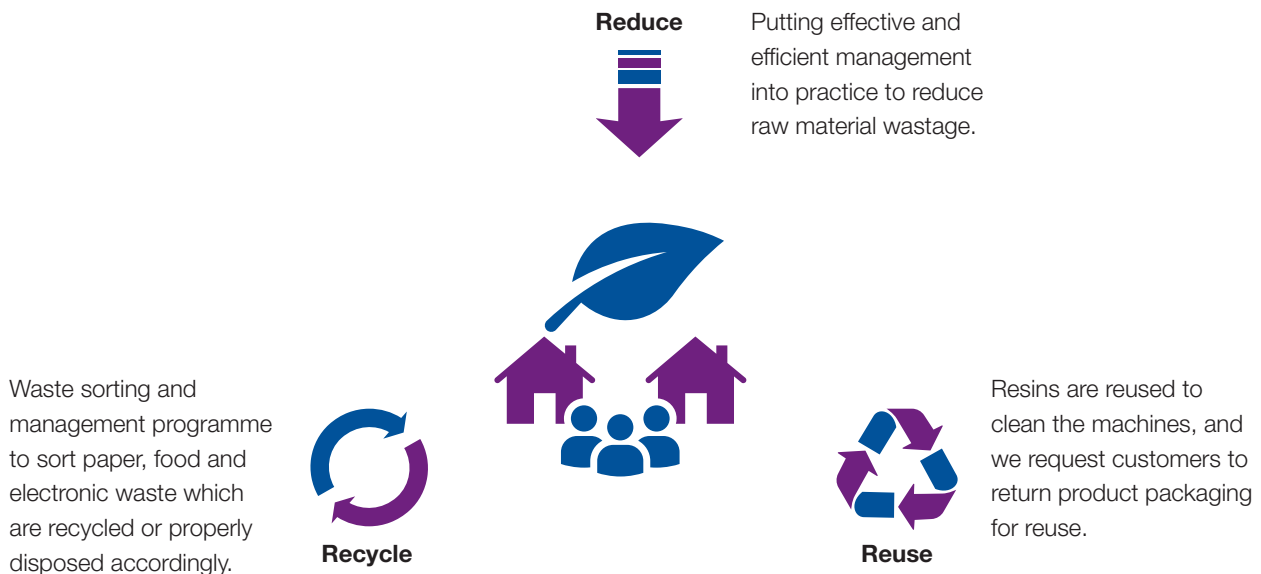 Reduce
Putting effective and
efficient management
into practice to reduce
raw material wastage.
Waste sorting and
management programme
to sort paper, food and
electronic waste which
are recycled or properly
disposed accordingly.
Recycle
Resins are reused to
clean the machines, and
we request customers to
return product packaging
for reuse.
Reuse